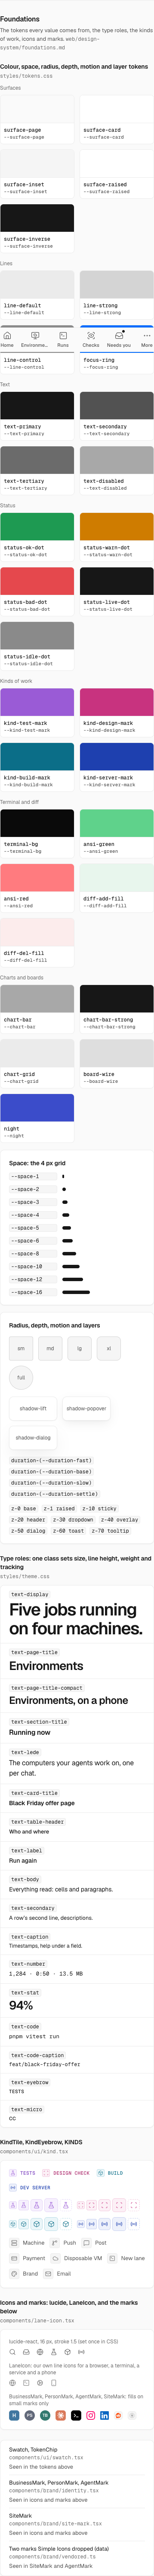 Foundations
The tokens every value comes from, the type roles, the kinds
of work, icons and marks. web/design-
system/foundations.md
Colour, space, radius, depth, motion and layer tokens
styles/tokens.css
Surfaces
surface-page
--surface-page
surface-card
--surface-card
surface-inset
--surface-inset
surface-raised
--surface-raised
surface-inverse
--surface-inverse
Lines
line-default
--line-default
line-strong
--line-strong
Home
Environme…
Runs
Checks
Needs you
More
line-control
--line-control
focus-ring
--focus-ring
Text
text-primary
--text-primary
text-secondary
--text-secondary
text-tertiary
--text-tertiary
text-disabled
--text-disabled
Status
status-ok-dot
--status-ok-dot
status-warn-dot
--status-warn-dot
status-bad-dot
--status-bad-dot
status-live-dot
--status-live-dot
status-idle-dot
--status-idle-dot
Kinds of work
kind-test-mark
--kind-test-mark
kind-design-mark
--kind-design-mark
kind-build-mark
--kind-build-mark
kind-server-mark
--kind-server-mark
Terminal and diff
terminal-bg
--terminal-bg
ansi-green
--ansi-green
ansi-red
--ansi-red
diff-add-fill
--diff-add-fill
diff-del-fill
--diff-del-fill
Charts and boards
chart-bar
--chart-bar
chart-bar-strong
--chart-bar-strong
chart-grid
--chart-grid
board-wire
--board-wire
night
--night
Space: the 4 px grid
--space-1
--space-2
--space-3
--space-4
--space-5
--space-6
--space-8
--space-10
--space-12
--space-16
Radius, depth, motion and layers
sm
md
lg
xl
full
shadow-lift
shadow-popover
shadow-dialog
duration-(--duration-fast)
duration-(--duration-base)
duration-(--duration-slow)
duration-(--duration-settle)
z-0 base z-1 raised z-10 sticky
z-20 header z-30 dropdown z-40 overlay
z-50 dialog z-60 toast z-70 tooltip
Type roles: one class sets size, line height, weight and
tracking
styles/theme.css
text-display
Five jobs running
on four machines.
text-page-title
Environments
text-page-title-compact
Environments, on a phone
text-section-title
Running now
text-lede
The computers your agents work on, one
per chat.
text-card-title
Black Friday offer page
text-table-header
Who and where
text-label
Run again
text-body
Everything read: cells and paragraphs.
text-secondary
A row's second line, descriptions.
text-caption
Timestamps, help under a field.
text-number
1,284 · 0:50 · 13.5 MB
text-stat
94%
text-code
pnpm vitest run
text-code-caption
feat/black-friday-offer
text-eyebrow
TESTS
text-micro
CC
KindTile, KindEyebrow, KINDS
components/ui/kind.tsx
TESTS
DESIGN CHECK
BUILD
DEV SERVER
Icons and marks: lucide, LaneIcon, and the marks
below
components/lane-icon.tsx
lucide-react, 16 px, stroke 1.5 (set once in CSS)
LaneIcon: our own line icons for a browser, a terminal, a
service and a phone
BusinessMark, PersonMark, AgentMark, SiteMark: fills on
small marks only
Machine
Push
Post
Payment
Disposable VM
New lane
Brand
Email
Swatch, TokenChip
components/ui/swatch.tsx
Seen in the tokens above
BusinessMark, PersonMark, AgentMark
components/brand/identity.tsx
Seen in icons and marks above
SiteMark
components/brand/site-mark.tsx
Seen in icons and marks above
Two marks Simple Icons dropped (data)
components/brand/vendored.ts
Seen in SiteMark and AgentMark